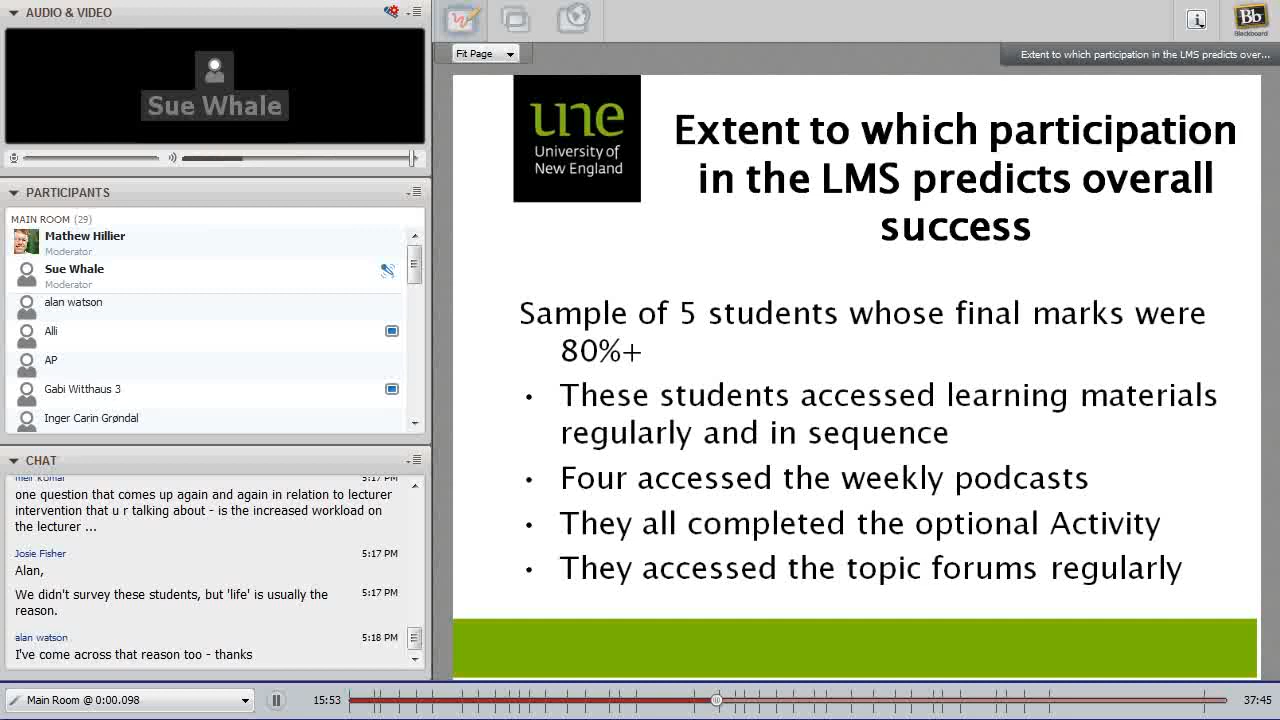 AUDIO & VIDEO
Sue Whale
PARTICIPANTS
MAIN ROOM (29)
Mathew Hillier
Moderator
Sue Whale
Moderator
alan watson
Alli
AP
Gabi Witthaus 3
Inger Carin Grøndal
CHAT
5:17 PM
one question that comes up again and again in relation to lecturer
intervention that u r talking about - is the increased workload on
the lecturer ...
Josie Fisher 5:17 PM
Alan,
We didn't survey these students, but 'life' is usually the 5:17 PM
reason.
alan watson 5:18 PM
I've come across that reason too - thanks
Main Room @ 0:00.098
15:53
37:45
Fit Page
Bb
Blackboard
Extent to which participation in the LMS predicts over...
une
University of
New England
Extent to which participation
in the LMS predicts overall
success
Sample of 5 students whose final marks were
80%+
• These students accessed learning materials
regularly and in sequence
• Four accessed the weekly podcasts
• They all completed the optional Activity
• They accessed the topic forums regularly